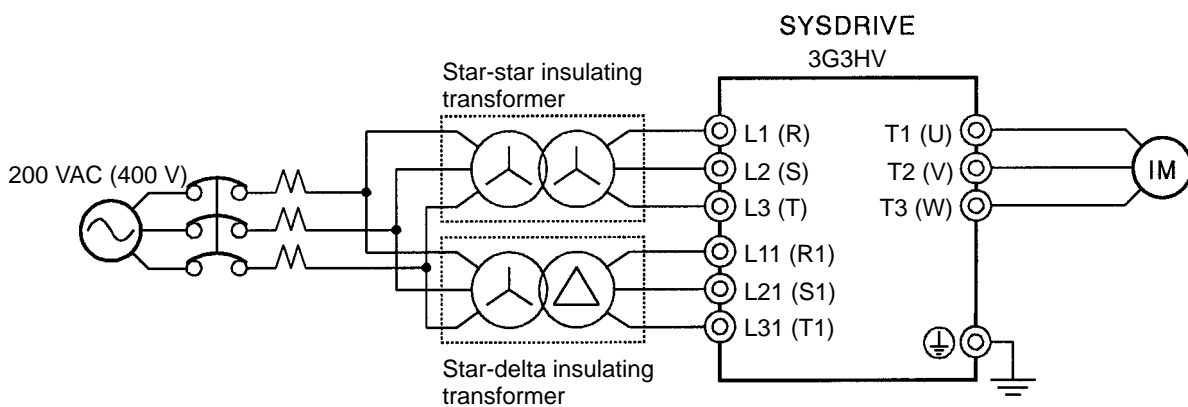 SYSDRIVE
3G3HV
Star-star insulating
transformer
200 VAC (400 V)
L1 (R)
T1 (U)
L2 (S)
T2 (V)
IM
L3 (T)
T3 (W)
L11 (R1)
L21 (S1)
L31 (T1)
Star-delta insulating
transformer